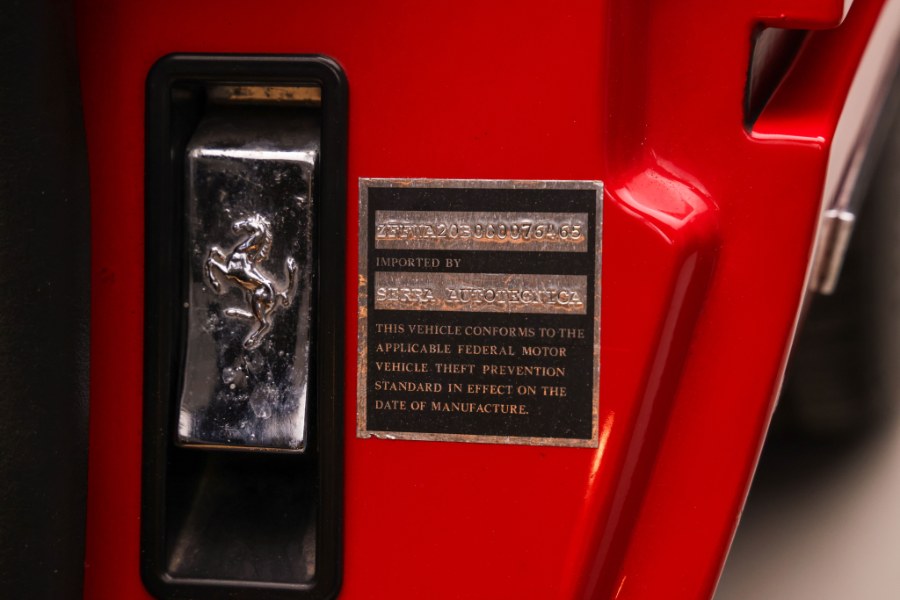 ZFFWA20B000076465
IMPORTED BY
SERRA AUTOTECNICA
THIS VEHICLE CONFORMS TO THE
APPLICABLE FEDERAL MOTOR
VEHICLE THEFT PREVENTION
STANDARD IN EFFECT ON THE
DATE OF MANUFACTURE.